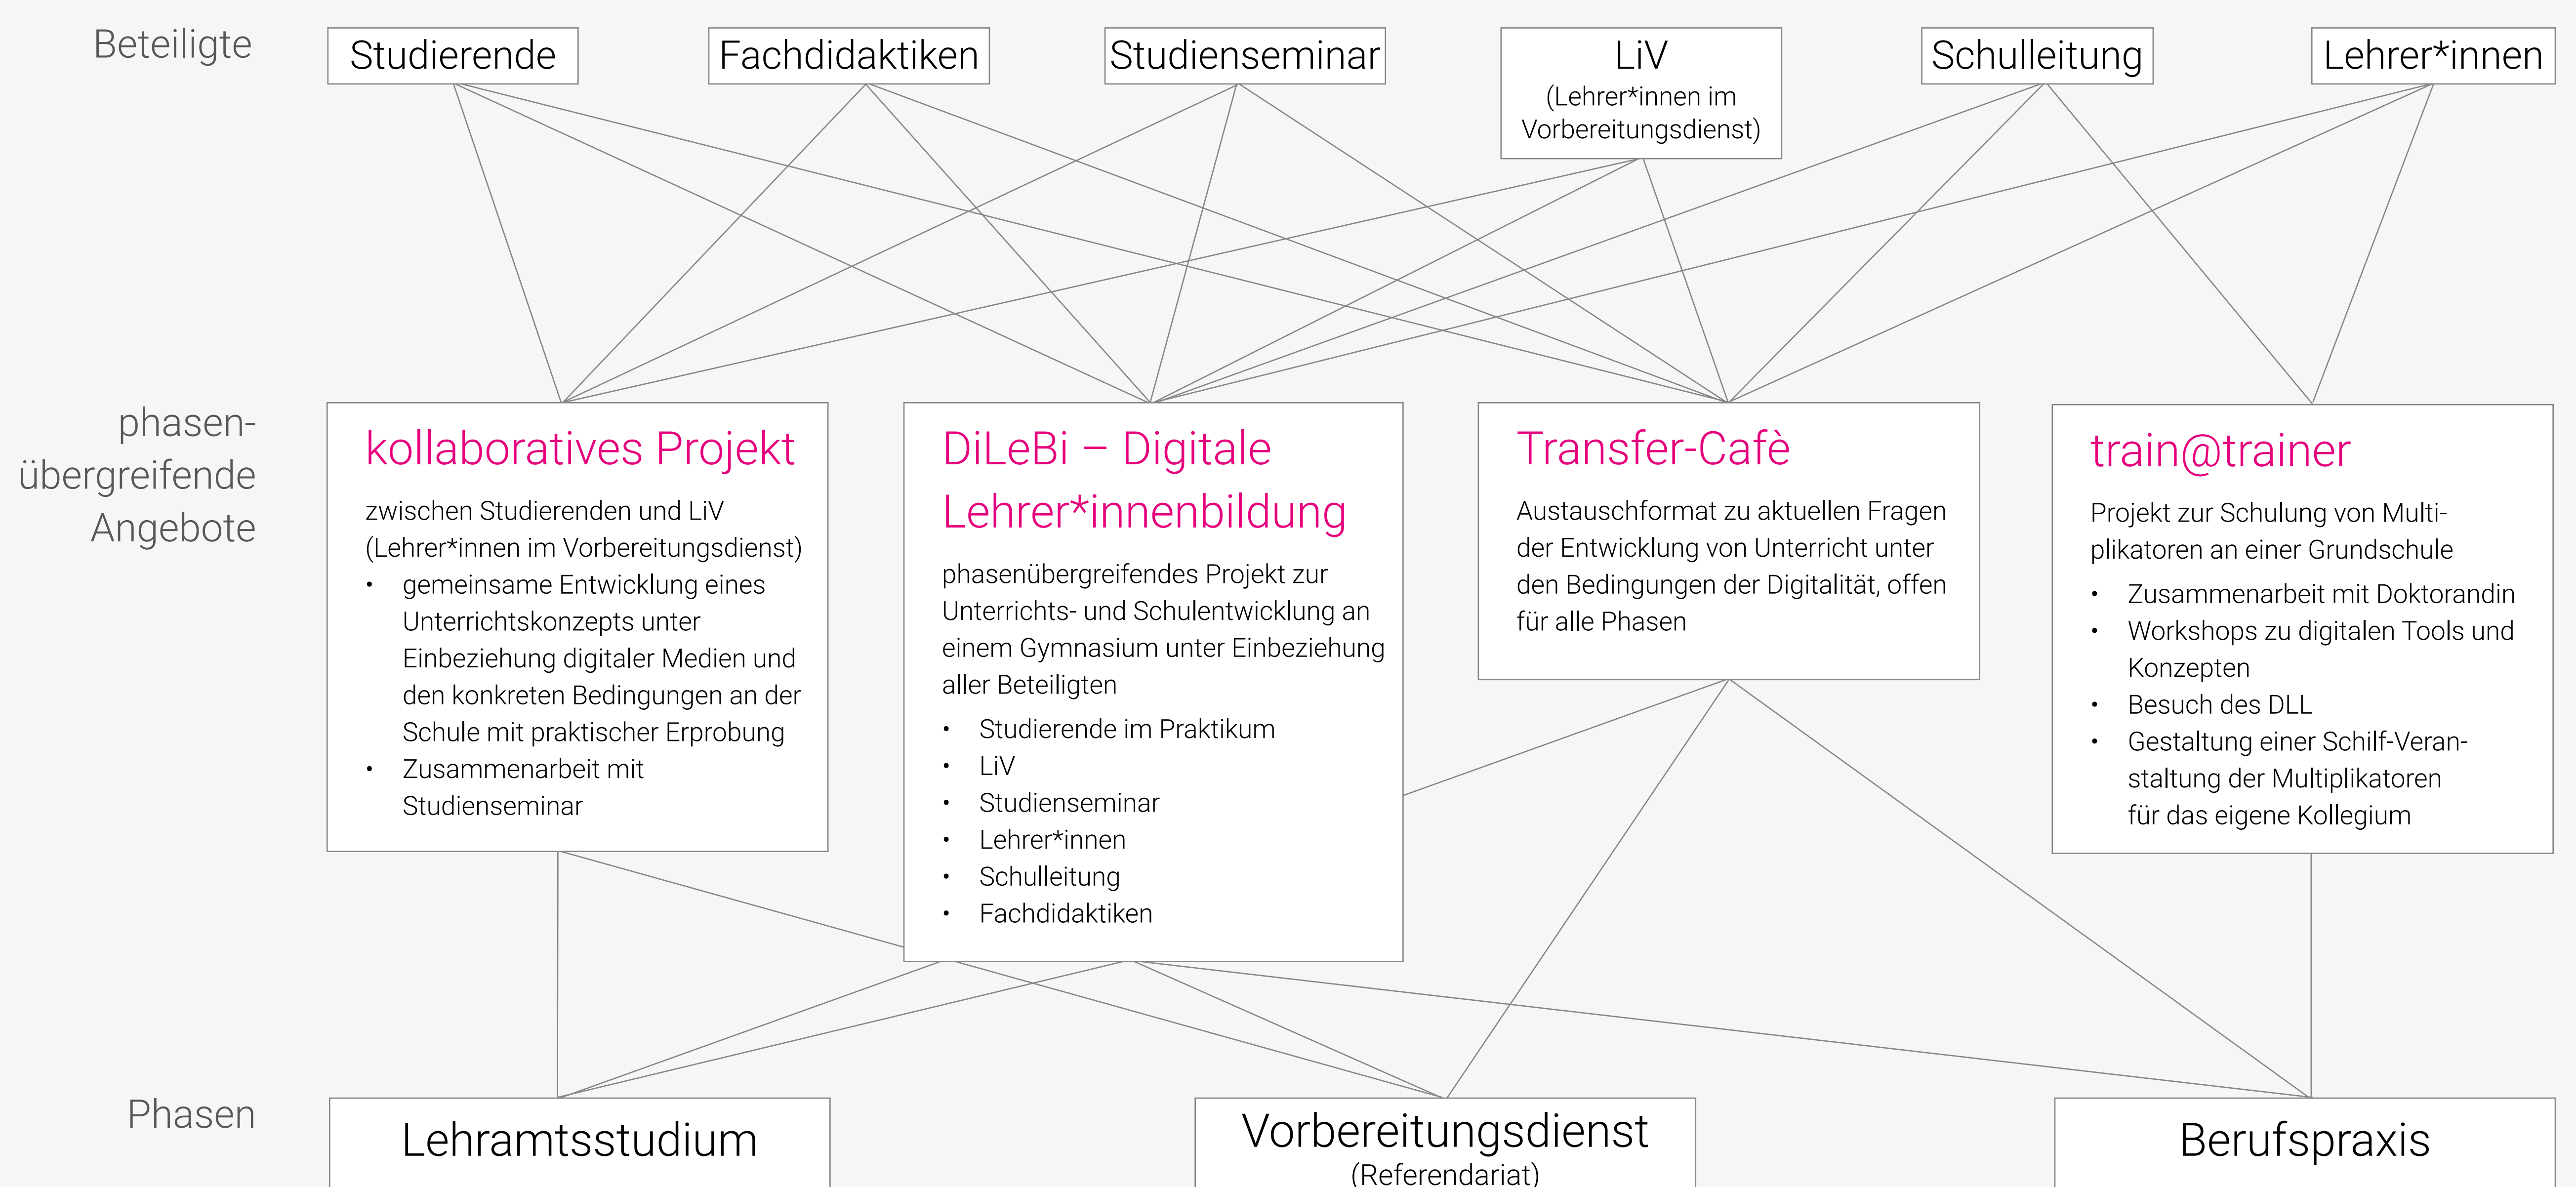 Beteiligte
Studierende
Fachdidaktiken
Studienseminar
LiV
(Lehrer*innen im
Vorbereitungsdienst)
Schulleitung
Lehrer*innen
phasen-
übergreifende
Angebote
kollaboratives Projekt
zwischen Studierenden und LiV
(Lehrer*innen im Vorbereitungsdienst)
• gemeinsame Entwicklung eines
Unterrichtskonzepts unter
Einbeziehung digitaler Medien und
den konkreten Bedingungen an der
Schule mit praktischer Erprobung
• Zusammenarbeit mit
Studienseminar
DiLeBi – Digitale
Lehrer*innenbildung
phasenübergreifendes Projekt zur
Unterrichts- und Schulentwicklung an
einem Gymnasium unter Einbeziehung
aller Beteiligten
• Studierende im Praktikum
• LiV
• Studienseminar
• Lehrer*innen
• Schulleitung
• Fachdidaktiken
Transfer-Cafè
Austauschformat zu aktuellen Fragen
der Entwicklung von Unterricht unter
den Bedingungen der Digitalität, offen
für alle Phasen
train@trainer
Projekt zur Schulung von Multi-
plikatoren an einer Grundschule
• Zusammenarbeit mit Doktorandin
• Workshops zu digitalen Tools und
Konzepten
• Besuch des DLL
• Gestaltung einer Schilf-Veran-
staltung der Multiplikatoren
für das eigene Kollegium
Phasen
Lehramtsstudium
Vorbereitungsdienst
(Referendariat)
Berufspraxis